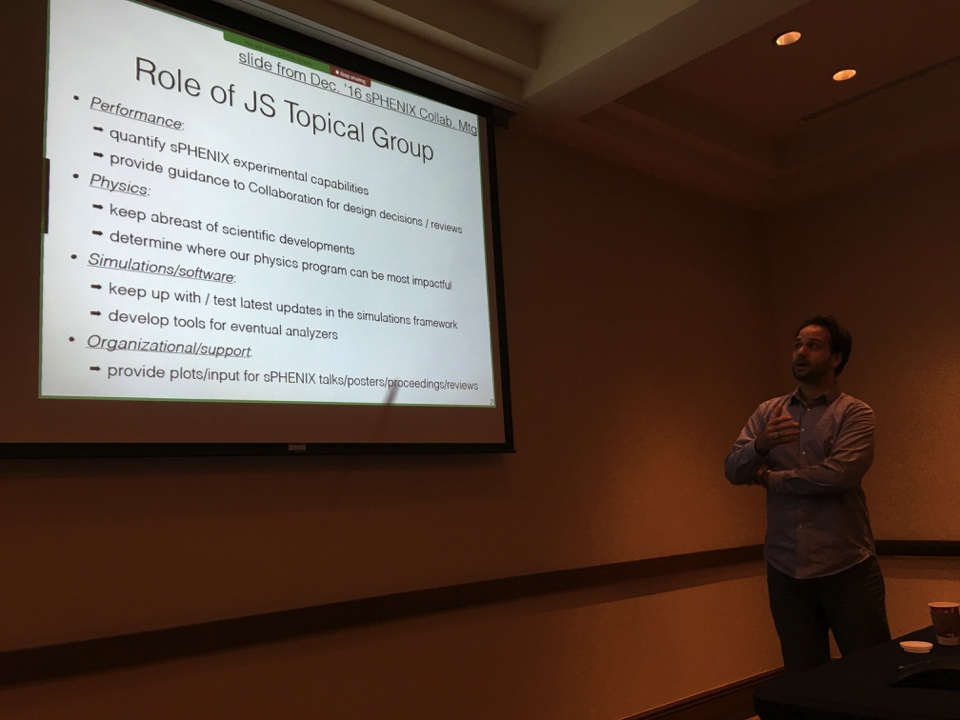 slide from Dec. '16 sPHENIX Collab. Mtg
Role of JS Topical Group
• Performance:
➡ quantify sPHENIX experimental capabilities
➡ provide guidance to Collaboration for design decisions / reviews
• Physics:
➡ keep abreast of scientific developments
➡ determine where our physics program can be most impactful
• Simulations/software:
➡ keep up with / test latest updates in the simulations framework
➡ develop tools for eventual analyzers
• Organizational/support:
➡ provide plots/input for sPHENIX talks/posters/proceedings/reviews